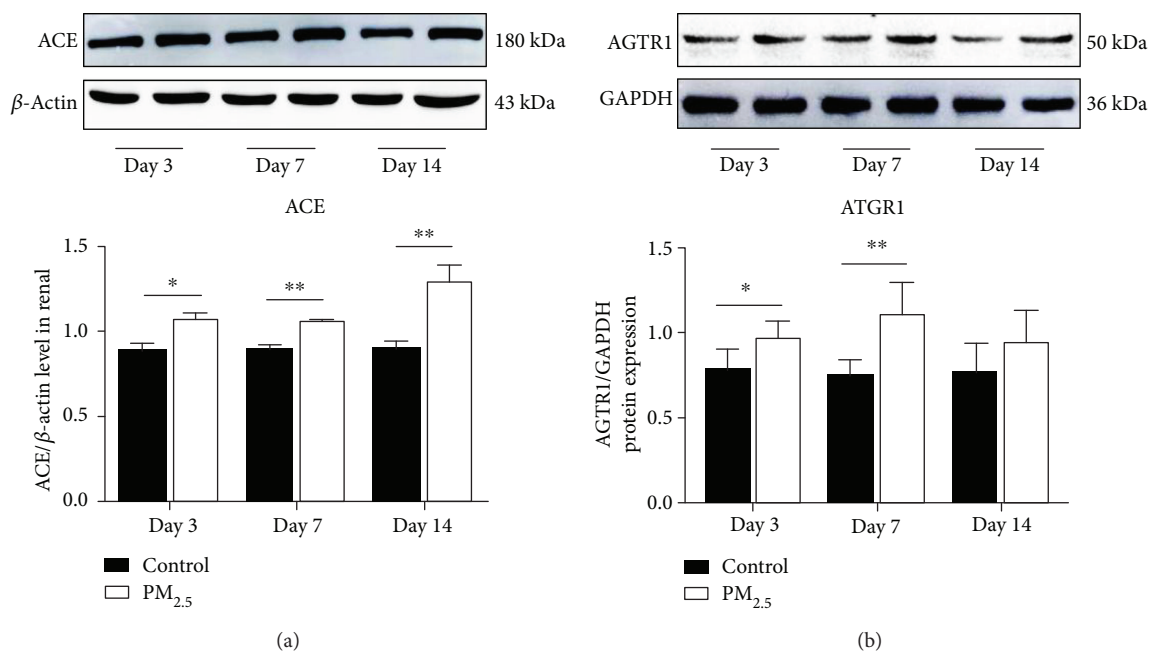 ACE
180 kDa
β-Actin
43 kDa
Day 3 Day 7 Day 14
ACE
ACE/β-actin level in renal
1.5
1.0
0.5
0.0
*
**
**
Day 3 Day 7 Day 14
Control
PM2.5
(a)
AGTR1
50 kDa
GAPDH
36 kDa
Day 3 Day 7 Day 14
ATGR1
AGTR1/GAPDH
protein expression
1.5
1.0
0.5
0.0
*
**
Day 3 Day 7 Day 14
Control
PM2.5
(b)